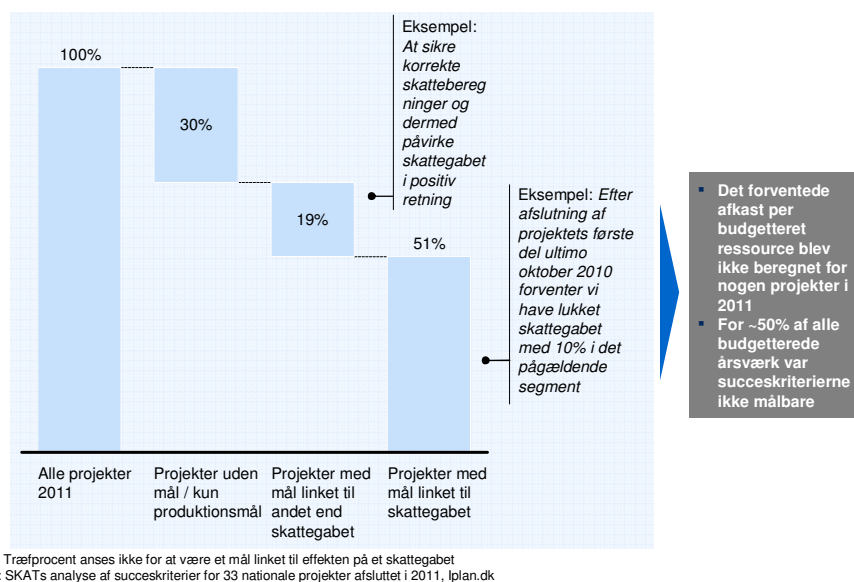 100%
30%
19%
51%
Eksempel:
At sikre
korrekte
skattebereg
ninger og
dermed
påvirke
skattegabet
i positiv
retning
Eksempel: Efter
afslutning af
projektets første
del ultimo
oktober 2010
forventer vi
have lukket
skattegabet
med 10% i det
pågældende
segment
Alle projekter
2011
Projekter uden
mål / kun
produktionsmål
Projekter med
mål linket til
andet end
skattegabet
Projekter med
mål linket til
skattegabet
▪ Det forventede
afkast per
budgetteret
ressource blev
ikke beregnet for
nogen projekter i
2011
▪ For ~50% af alle
budgetterede
årsværk var
succeskriterierne
ikke målbare
Træfprocent anses ikke for at være et mål linket til effekten på et skattegabet
: SKATs analyse af succeskriterier for 33 nationale projekter afsluttet i 2011, Iplan.dk